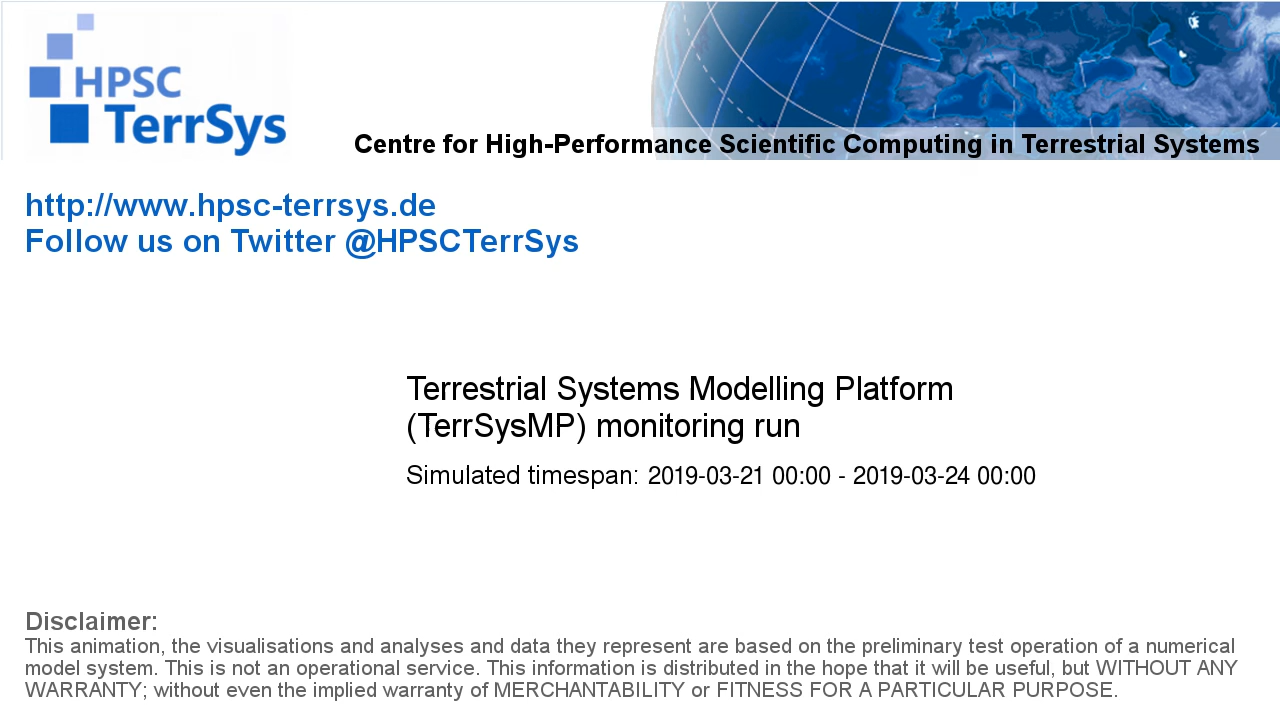 HPSC
TerrSys
Centre for High-Performance Scientific Computing in Terrestrial Systems
http://www.hpsc-terrsys.de
Follow us on Twitter @HPSCTerrSys
Terrestrial Systems Modelling Platform
(TerrSysMP) monitoring run
Simulated timespan: 2019-03-21 00:00 - 2019-03-24 00:00
Disclaimer:
This animation, the visualisations and analyses and data they represent are based on the preliminary test operation of a numerical
model system. This is not an operational service. This information is distributed in the hope that it will be useful, but WITHOUT ANY
WARRANTY; without even the implied warranty of MERCHANTABILITY or FITNESS FOR A PARTICULAR PURPOSE.